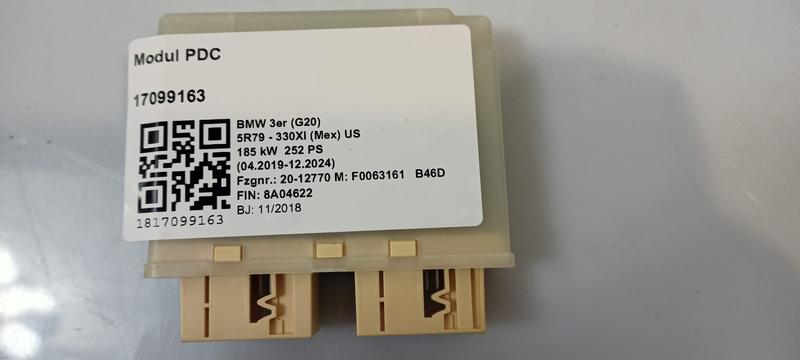 Modul PDC
17099163
BMW 3er (G20)
5R79 - 330XI (Mex) US
185 kW 252 PS
(04.2019-12.2024)
Fzgnr.: 20-12770 M: F0063161 B46D
FIN: 8A04622
BJ: 11/2018
1817099163